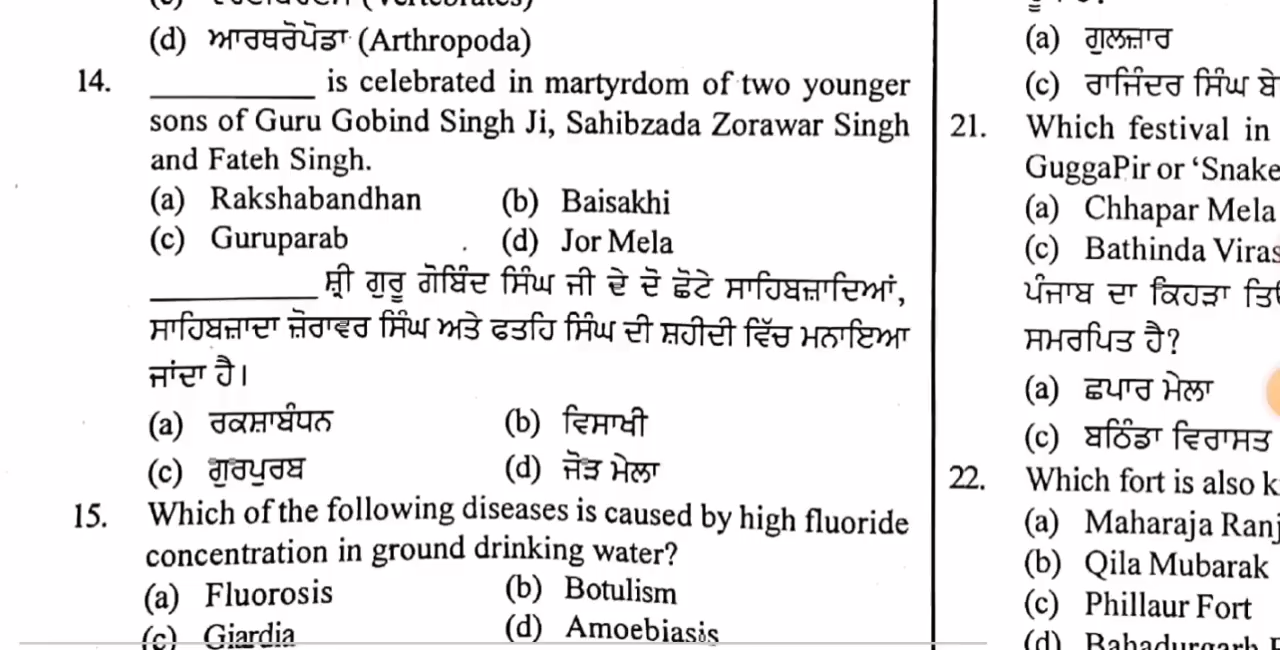 (d) ਆਰਥਰੋਪੋਡਾ (Arthropoda)
14. __________ is celebrated in martyrdom of two younger
sons of Guru Gobind Singh Ji, Sahibzada Zorawar Singh
and Fateh Singh.
(a) Rakshabandhan (b) Baisakhi
(c) Guruparab (d) Jor Mela
__________ ਸ਼੍ਰੀ ਗੁਰੂ ਗੋਬਿੰਦ ਸਿੰਘ ਜੀ ਦੇ ਦੋ ਛੋਟੇ ਸਾਹਿਬਜ਼ਾਦਿਆਂ,
ਸਾਹਿਬਜ਼ਾਦਾ ਜ਼ੋਰਾਵਰ ਸਿੰਘ ਅਤੇ ਫਤਹਿ ਸਿੰਘ ਦੀ ਸ਼ਹੀਦੀ ਵਿੱਚ ਮਨਾਇਆ
ਜਾਂਦਾ ਹੈ।
(a) ਰਕਸ਼ਾਬੰਧਨ (b) ਵਿਸਾਖੀ
(c) ਗੁਰਪੁਰਬ (d) ਜੋੜ ਮੇਲਾ
15. Which of the following diseases is caused by high fluoride
concentration in ground drinking water?
(a) Fluorosis (b) Botulism
(c) Giardia (d) Amoebiasis
(a) ਗੁਲਜ਼ਾਰ
(c) ਰਾਜਿੰਦਰ ਸਿੰਘ
21. Which festival in
GuggaPir or ‘Snake
(a) Chhapar Mela
(c) Bathinda
ਪੰਜਾਬ ਦਾ ਕਿਹੜਾ
ਸਮਰਪਿਤ ਹੈ?
(a) ਛਪਾਰ ਮੇਲਾ
(c) ਬਠਿੰਡਾ ਵਿਰਾਸਤ
22. Which fort is also
(a) Maharaja
(b) Qila Mubarak
(c) Phillaur Fort
(d) Bahadurgarh